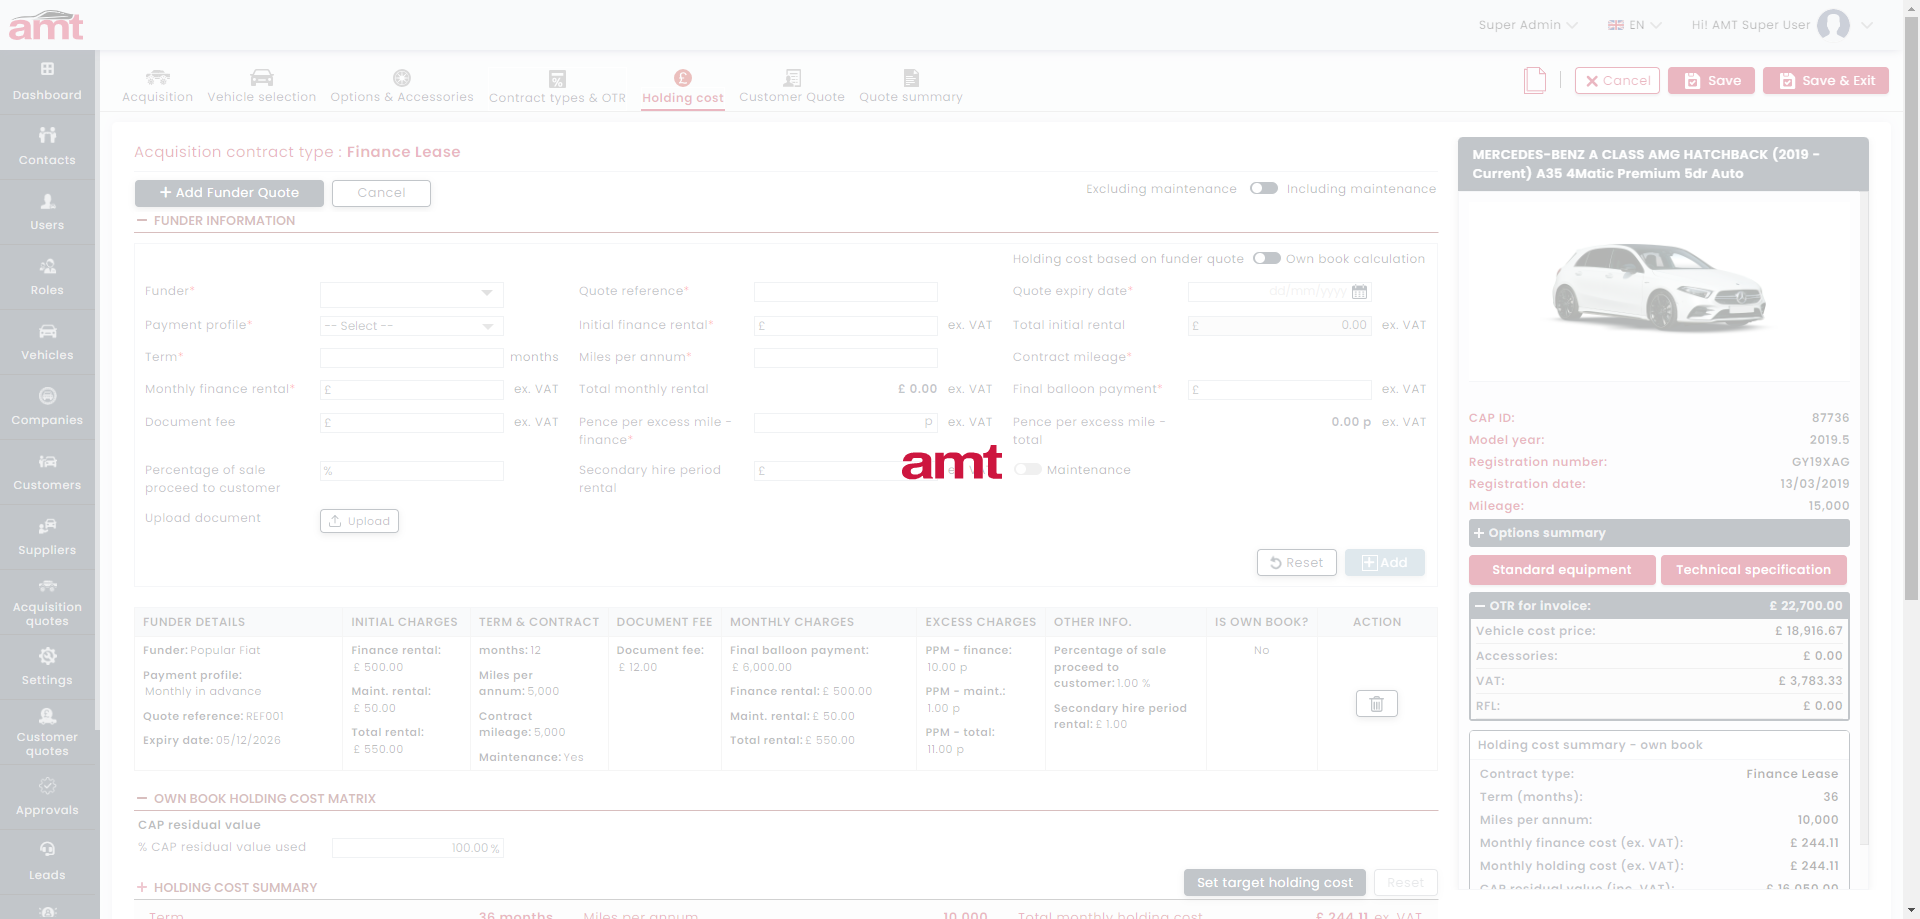 amt
Super Admin
EN
Hi! AMT Super User
Dashboard
Contacts
Users
Roles
Vehicles
Companies
Customers
Suppliers
Acquisition
quotes
Settings
Customer
quotes
Approvals
Leads
Acquisition
Vehicle selection
Options & Accessories
Contract types & OTR
Holding cost
Customer Quote
Quote summary
Cancel
Save
Save & Exit
Acquisition contract type : Finance Lease
+ Add Funder Quote
Cancel
Excluding maintenance
Including maintenance
FUNDER INFORMATION
Holding cost based on funder quote
Own book calculation
Funder*
Quote reference*
Quote expiry date*
dd/mm/yyyy
Payment profile*
-- Select --
Initial finance rental*
£
ex. VAT
Total initial rental
£ 0.00
ex. VAT
Term*
months
Miles per annum*
Contract mileage*
Monthly finance rental*
£
ex. VAT
Total monthly rental
£ 0.00 ex. VAT
Final balloon payment*
£
ex. VAT
Document fee
£
ex. VAT
Pence per excess mile -
finance*
p
ex. VAT
Pence per excess mile -
total
0.00 p ex. VAT
Percentage of sale
proceed to customer
%
Secondary hire period
rental
£
amt
Maintenance
Upload document
Upload
Reset
Add
FUNDER DETAILS
INITIAL CHARGES
TERM & CONTRACT
DOCUMENT FEE
MONTHLY CHARGES
EXCESS CHARGES
OTHER INFO.
IS OWN BOOK?
ACTION
Funder: Popular Fiat
Payment profile:
Monthly in advance
Quote reference: REF001
Expiry date: 05/12/2026
Finance rental:
£ 500.00
Maint. rental:
£ 50.00
Total rental:
£ 550.00
months: 12
Miles per
annum: 5,000
Contract
mileage: 5,000
Maintenance: Yes
Document fee:
£ 12.00
Final balloon payment:
£ 6,000.00
Finance rental: £ 500.00
Maint. rental: £ 50.00
Total rental: £ 550.00
PPM - finance:
10.00 p
PPM - maint.:
1.00 p
PPM - total:
11.00 p
Percentage of sale
proceed to
customer: 1.00 %
Secondary hire period
rental: £ 1.00
No
OWN BOOK HOLDING COST MATRIX
CAP residual value
% CAP residual value used
100.00 %
HOLDING COST SUMMARY
Set target holding cost
Reset
Term
36 months
Miles per annum
10,000
Total monthly holding cost
£ 244.11 ex. VAT
MERCEDES-BENZ A CLASS AMG HATCHBACK (2019 -
Current) A35 4Matic Premium 5dr Auto
CAP ID: 87736
Model year: 2019.5
Registration number: GY19XAG
Registration date: 13/03/2019
Mileage: 15,000
+ Options summary
Standard equipment
Technical specification
OTR for invoice: £ 22,700.00
Vehicle cost price: £ 18,916.67
Accessories: £ 0.00
VAT: £ 3,783.33
RFL: £ 0.00
Holding cost summary - own book
Contract type: Finance Lease
Term (months): 36
Miles per annum: 10,000
Monthly finance cost (ex. VAT): £ 244.11
Monthly holding cost (ex. VAT): £ 244.11
CAP residual value (inc. VAT): £ 16,050.00